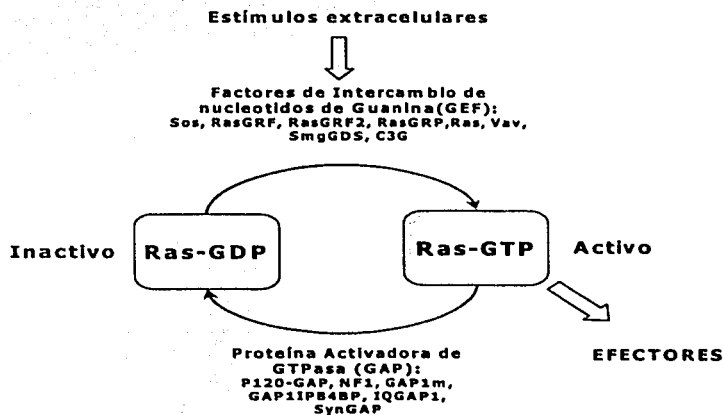 Estímulos extracelulares
Factores de Intercambio de
nucleotidos de Guanina(GEF):
Sos, RasGRF, RasGRF2, RasGRP,Ras, Vav,
SmgGDS, C3G
Inactivo
Ras-GDP
Ras-GTP
Activo
EFECTORES
Proteína Activadora de
GTPasa (GAP):
P120-GAP, NF1, GAP1m,
GAP1IPB4BP, IQGAP1,
SynGAP